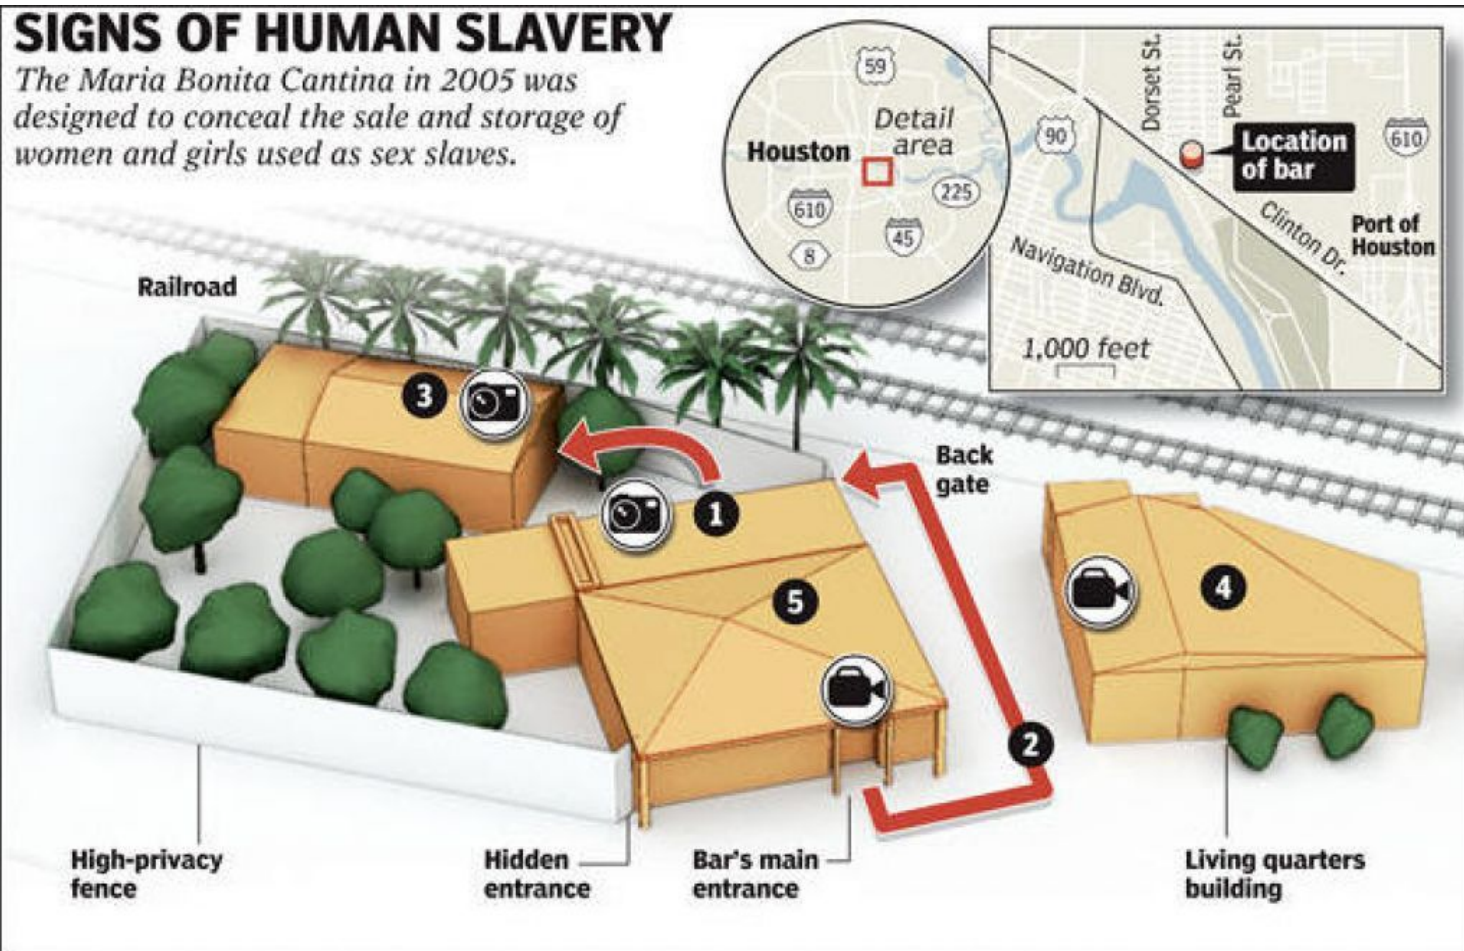 SIGNS OF HUMAN SLAVERY
The Maria Bonita Cantina in 2005 was
designed to conceal the sale and storage of
women and girls used as sex slaves.
59
Detail
area
Houston
610
225
45
8
Dorset St.
Pearl St.
90
Location
of bar
610
Clinton Dr.
Port of
Houston
Navigation Blvd.
1,000 feet
Railroad
3
1
Back
gate
5
4
2
High-privacy
fence
Hidden
entrance
Bar's main
entrance
Living quarters
building